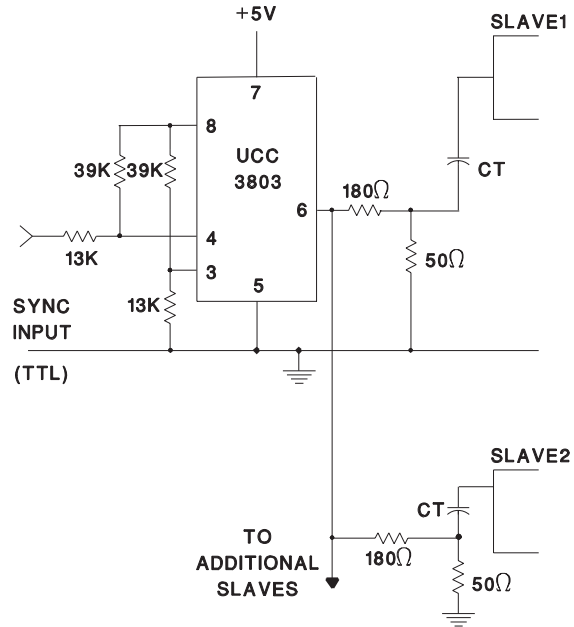 +5V
SLAVE1
7
8
39K
39K
UCC
3803
CT
180Ω
6
4
13K
3
50Ω
5
13K
SYNC
INPUT
(TTL)
SLAVE2
CT
TO
ADDITIONAL
SLAVES
180Ω
50Ω